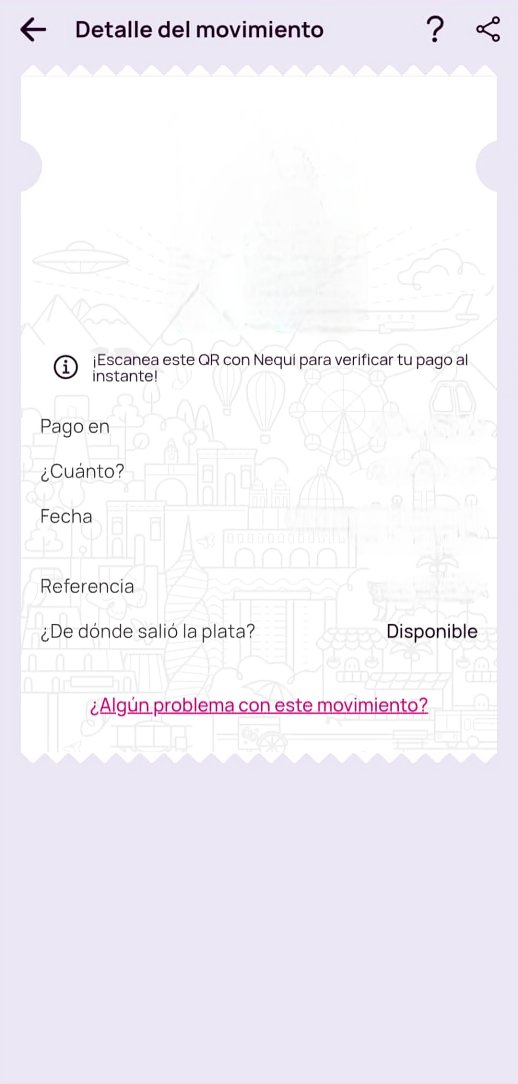 Detalle del movimiento
¡Escanea este QR con Nequi para verificar tu pago al
instante!
Pago en
¿Cuánto?
Fecha
Referencia
¿De dónde salió la plata? Disponible
¿Algún problema con este movimiento?